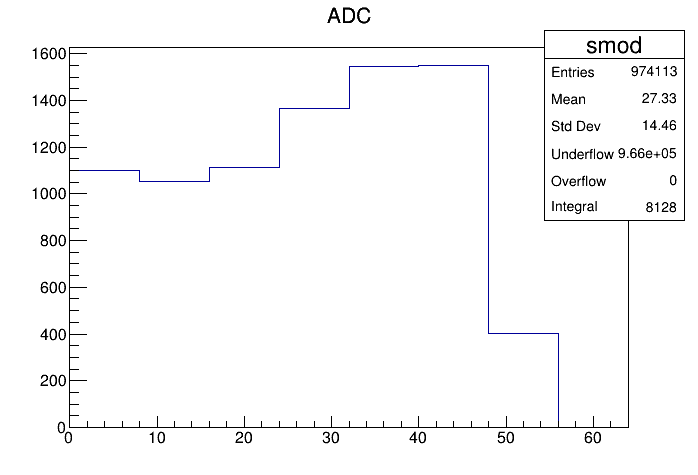 ADC
smod
Entries 974113
Mean 27.33
Std Dev 14.46
Underflow 9.66e+05
Overflow 0
Integral 8128
1600
1400
1200
1000
800
600
400
200
0
0 10 20 30 40 50 60